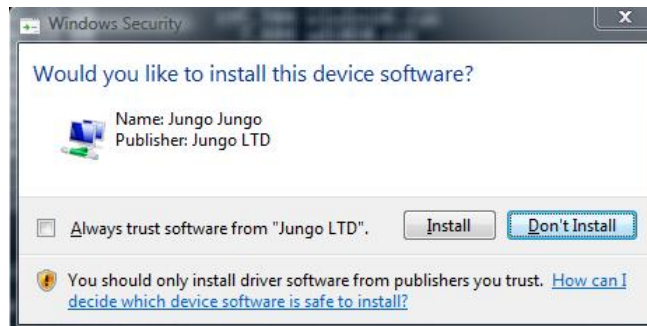 Windows Security
X
Would you like to install this device software?
Name: Jungo Jungo
Publisher: Jungo LTD
Always trust software from "Jungo LTD".
Install
Don't Install
You should only install driver software from publishers you trust. How can I
decide which device software is safe to install?